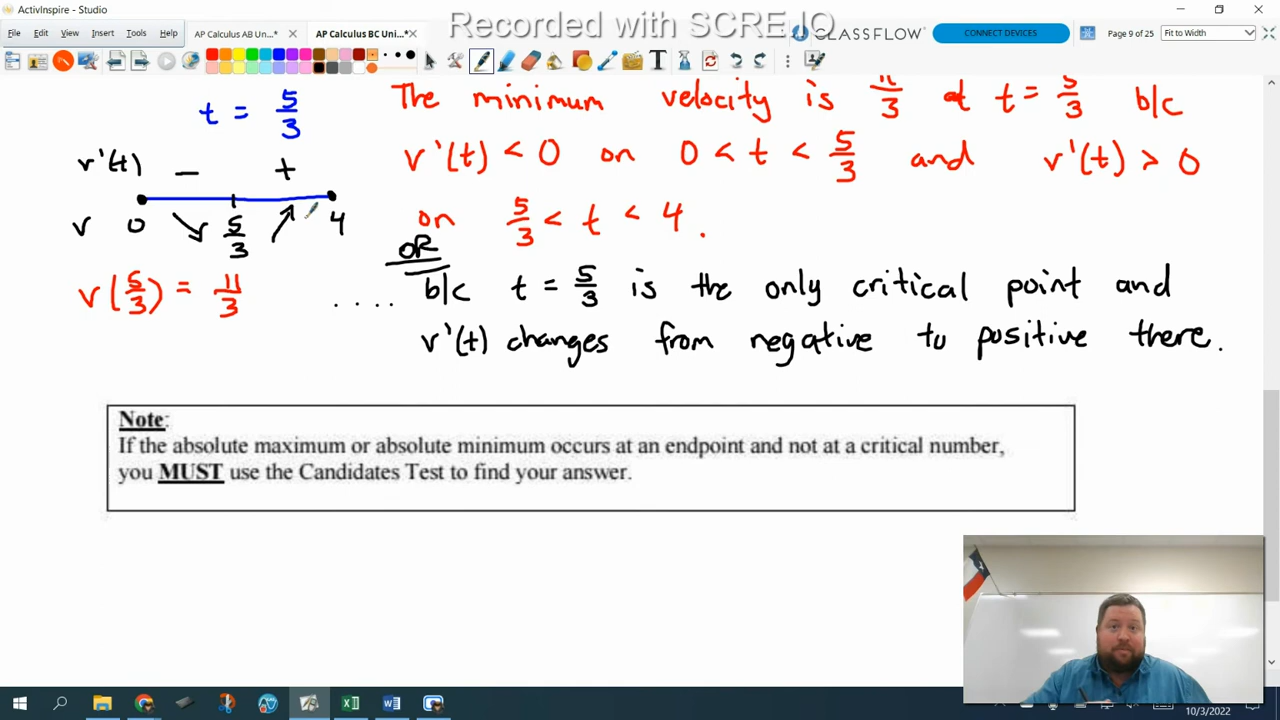 ActivInspire - Studio
Recorded with SCRE.IO
File Edit View Insert Tools Help
AP Calculus AB Un...*
AP Calculus BC Uni...*
CLASSFLOW
CONNECT DEVICES
Page 9 of 25
Fit to Width
t = 5/3
The minimum velocity is 11/3 at t = 5/3 b/c
v'(t) < 0 on 0 < t < 5/3 and v'(t) > 0
on 5/3 < t < 4.
v'(t) - +
v 0 5/3 4
v(5/3) = 11/3
OR
.... b/c t = 5/3 is the only critical point and
v'(t) changes from negative to positive there.
Note:
If the absolute maximum or absolute minimum occurs at an endpoint and not at a critical number,
you MUST use the Candidates Test to find your answer.
10/3/2022